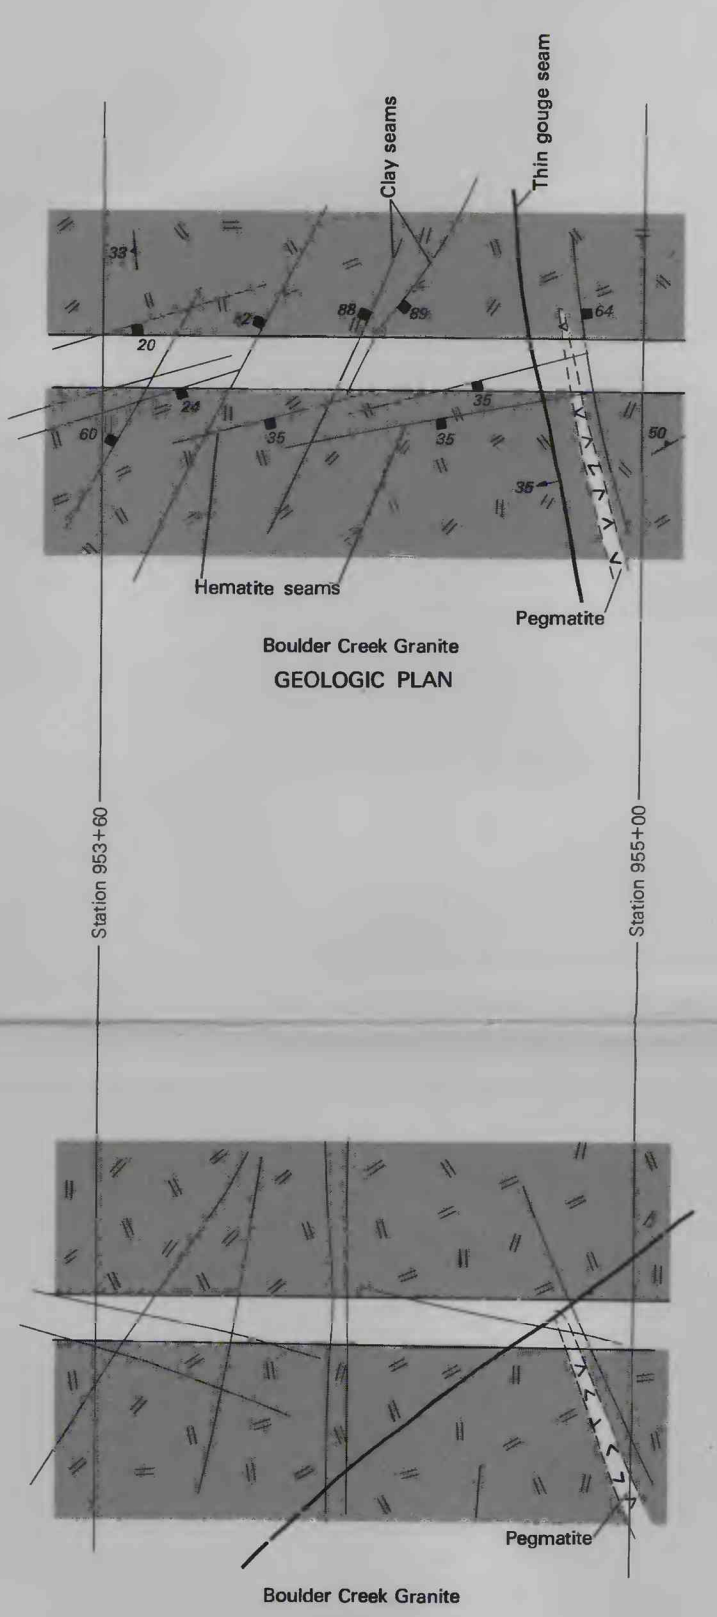 Clay seams
Thin gouge seam
33
20
88
89
64
24
60
35
35
35
50
35
Hematite seams
Pegmatite
Boulder Creek Granite
GEOLOGIC PLAN
Station 953+60
Station 955+00
Pegmatite
Boulder Creek Granite